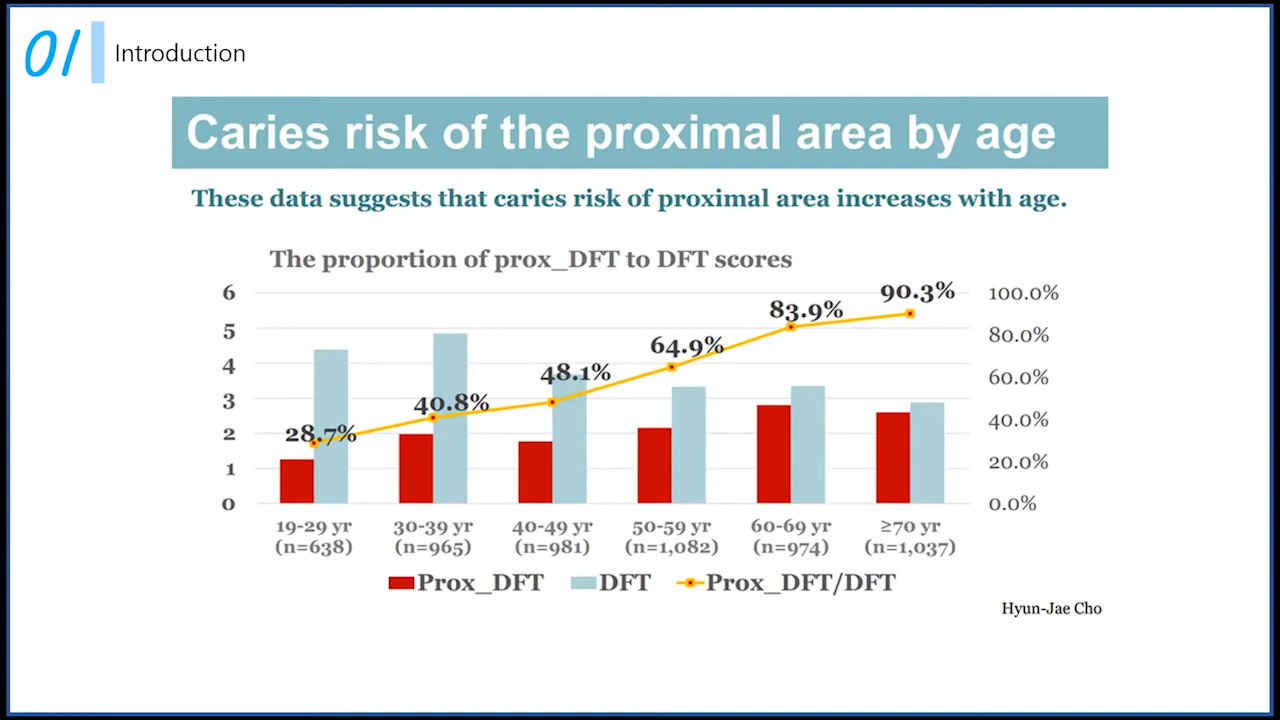 01 Introduction
Caries risk of the proximal area by age
These data suggests that caries risk of proximal area increases with age.
The proportion of prox_DFT to DFT scores
6
5
4
3
2
1
0
100.0%
80.0%
60.0%
40.0%
20.0%
0.0%
28.7%
40.8%
48.1%
64.9%
83.9%
90.3%
19-29 yr 30-39 yr 40-49 yr 50-59 yr 60-69 yr ≥70 yr
(n=638) (n=965) (n=981) (n=1,082) (n=974) (n=1,037)
Prox_DFT DFT Prox_DFT/DFT
Hyun-Jae Cho